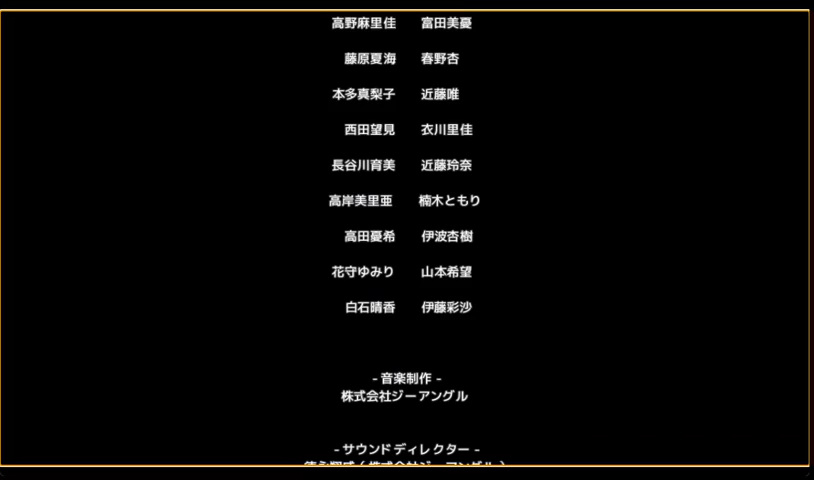 高野麻里佳 富田美憂
藤原夏海 春野杏
本多真梨子 近藤唯
西田望見 衣川里佳
長谷川育美 近藤玲奈
高岸美里亜 楠木ともり
高田憂希 伊波杏樹
花守ゆみり 山本希望
白石晴香 伊藤彩沙
- 音楽制作 -
株式会社ジーアングル
- サウンドディレクター -